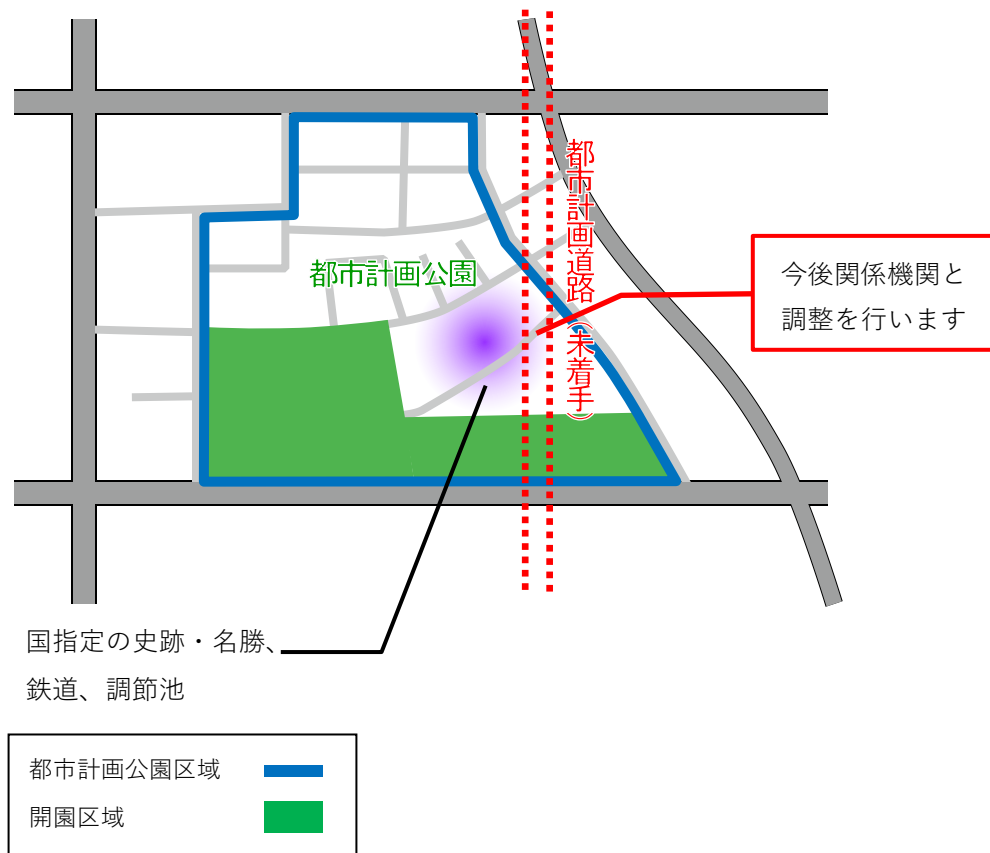 都市計画道路（未着手）
都市計画公園
今後関係機関と
調整を行います
国指定の史跡・名勝、
鉄道、調節池
都市計画公園区域
開園区域